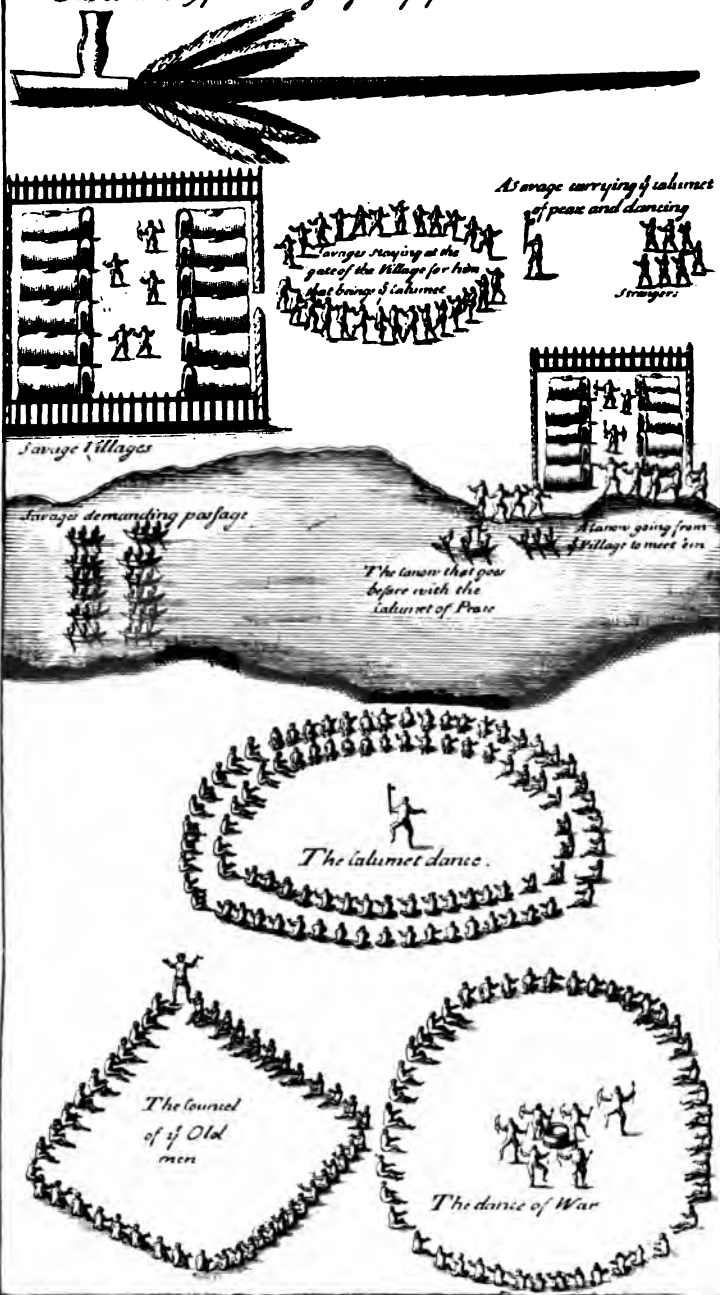 A Savage carrying ẏ calumet
of peax and dancing
Savages staying at the
gate of the Village for him
that brings ẏ Calumet
Strangers
Savage Villages
Savages demanding passage
A Canow going from
ẏ Village to meet 'em
The Canow that goes
before with the
Calumet of Peace
The Calumet dance.
The Councel
of ẏ Old
men
The dance of War